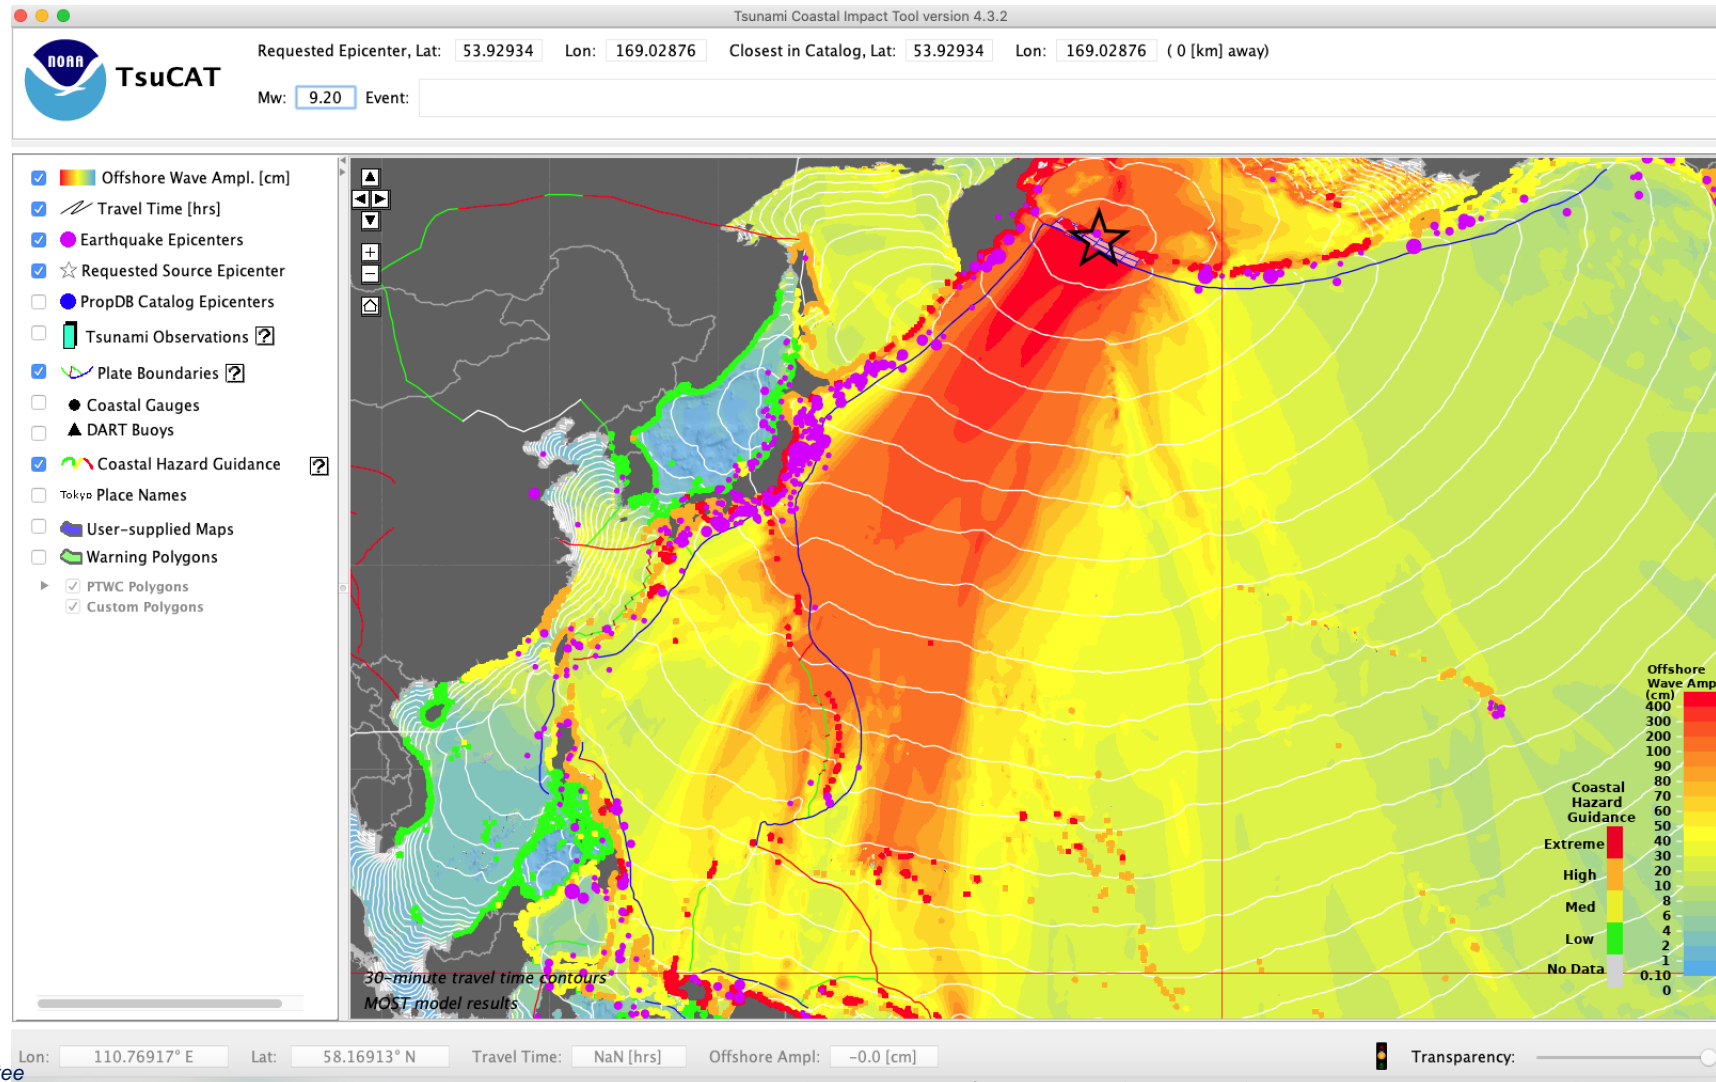 Tsunami Coastal Impact Tool version 4.3.2
NOAA
TsuCAT
Requested Epicenter, Lat: 53.92934 Lon: 169.02876 Closest in Catalog, Lat: 53.92934 Lon: 169.02876 ( 0 [km] away)
Mw: 9.20 Event:
Offshore Wave Ampl. [cm]
Travel Time [hrs]
Earthquake Epicenters
Requested Source Epicenter
PropDB Catalog Epicenters
Tsunami Observations ?
Plate Boundaries ?
Coastal Gauges
DART Buoys
Coastal Hazard Guidance ?
Tokyo Place Names
User-supplied Maps
Warning Polygons
PTWC Polygons
Custom Polygons
Offshore
Wave Amp
(cm)
400
300
200
100
90
80
70
60
50
40
30
20
10
8
6
4
2
1
0.10
0
Coastal
Hazard
Guidance
Extreme
High
Med
Low
No Data
30-minute travel time contours
MOST model results
Lon: 110.76917° E Lat: 58.16913° N Travel Time: NaN [hrs] Offshore Ampl: -0.0 [cm] Transparency:
ee